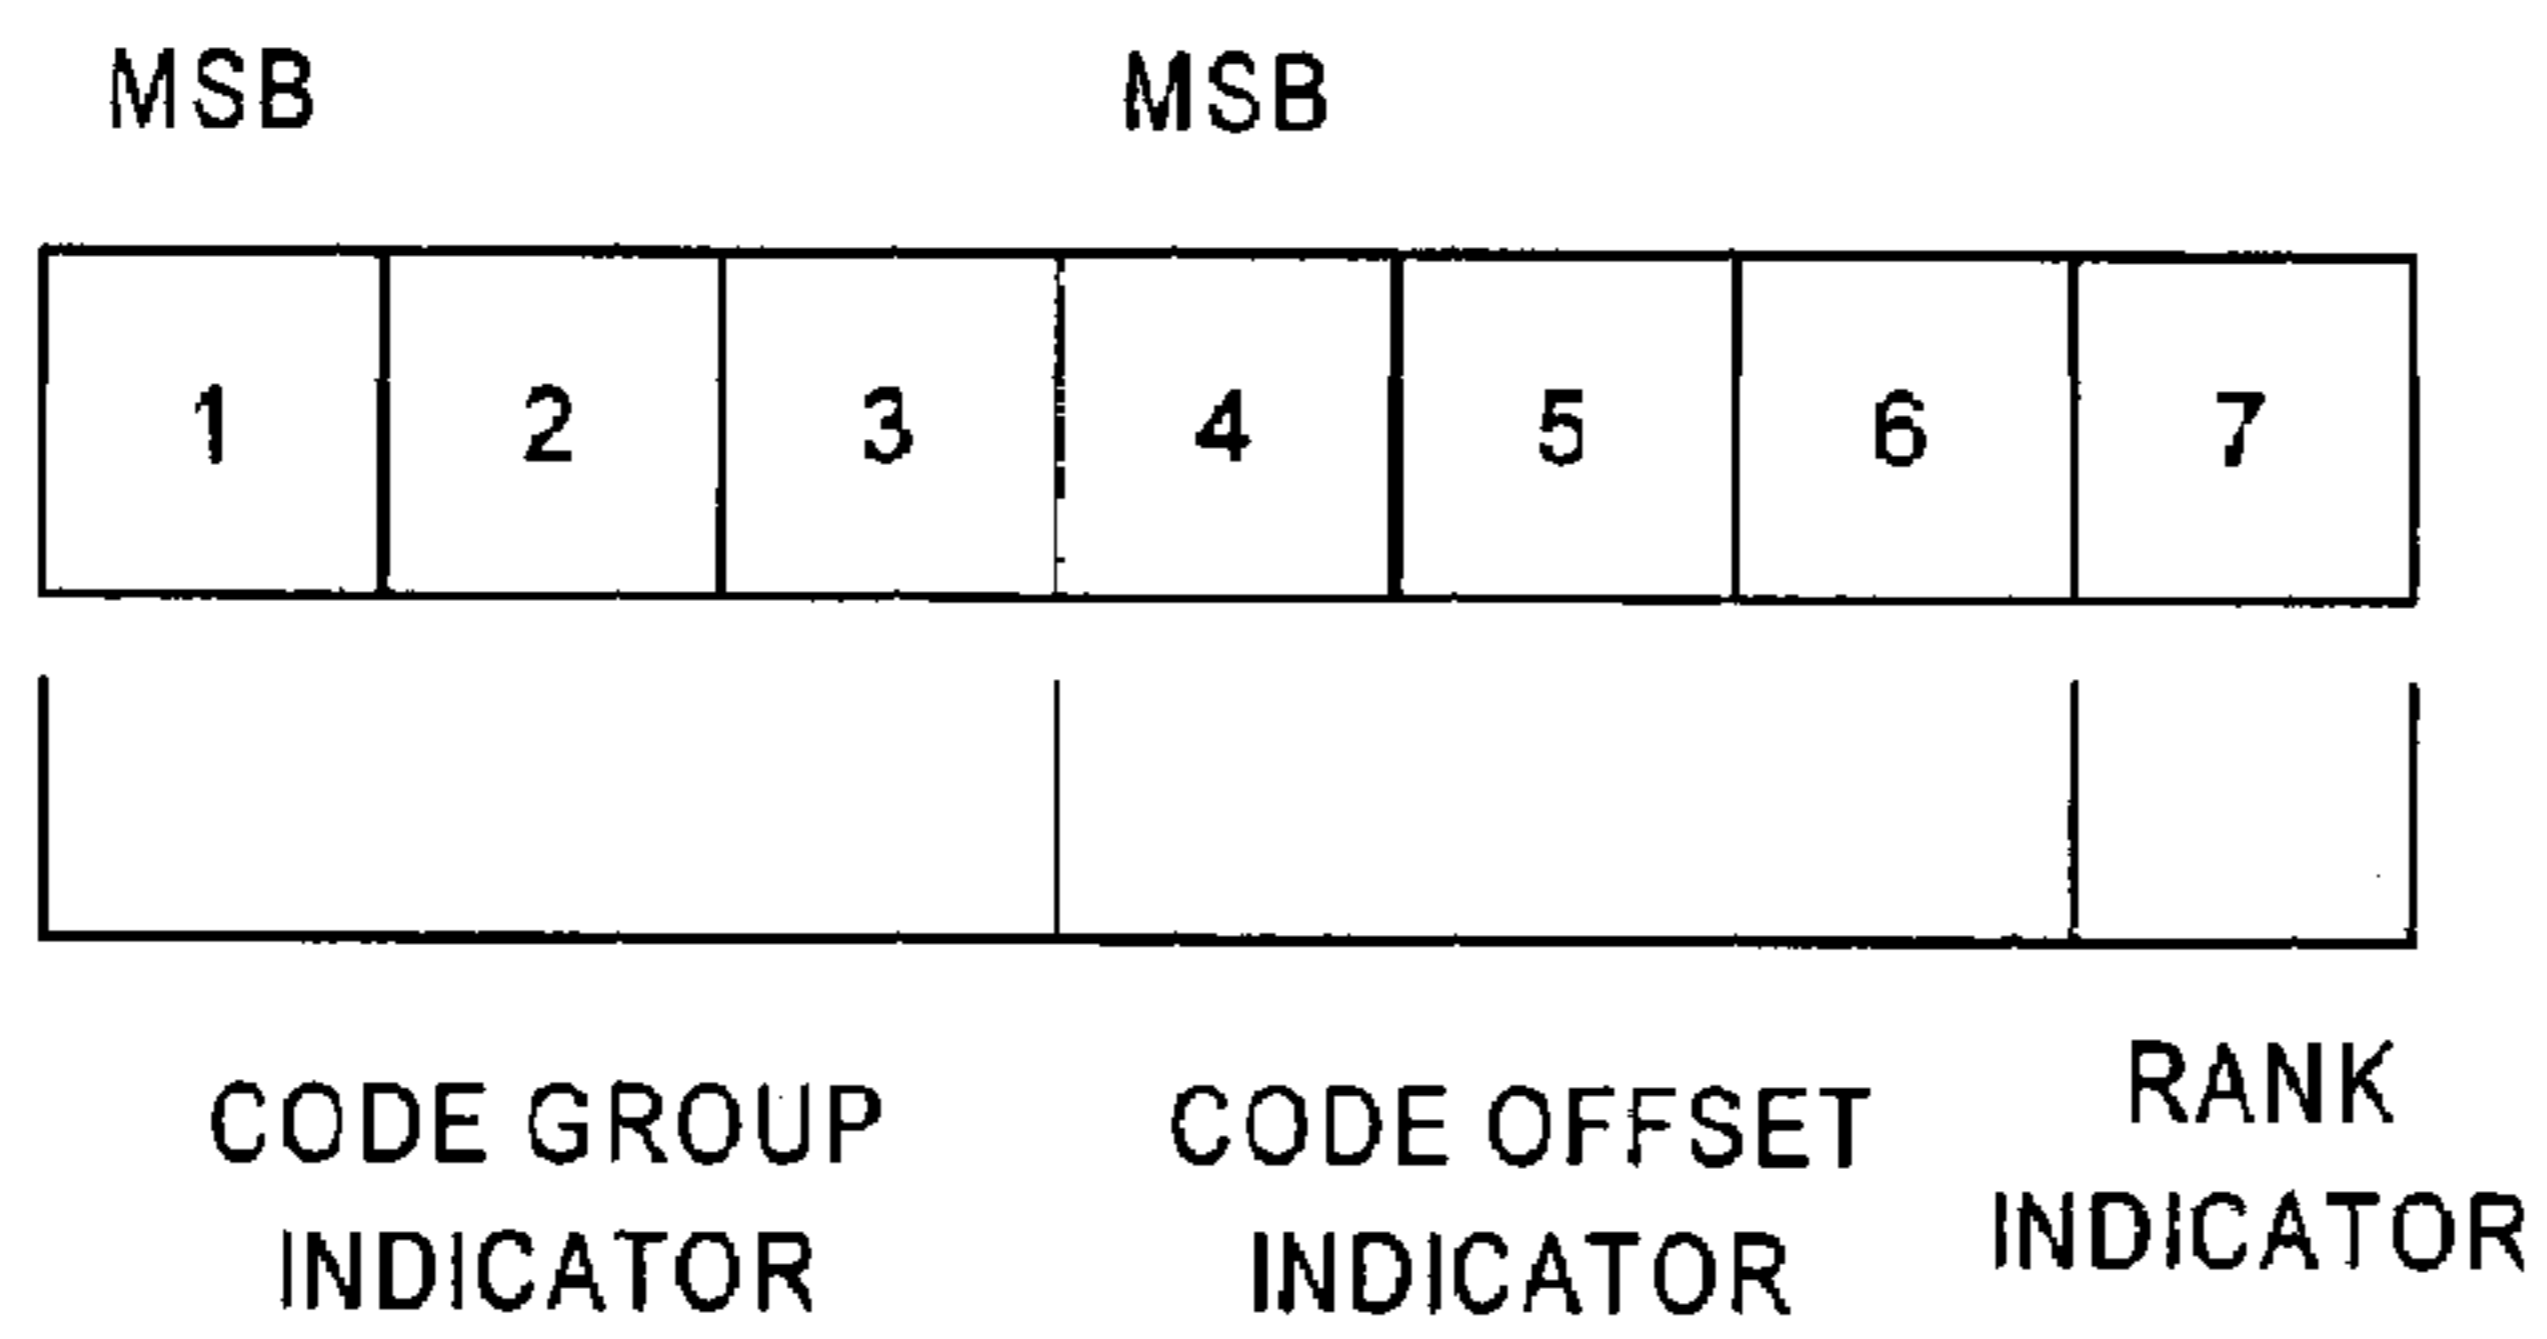 MSB MSB
1 2 3 4 5 6 7
CODE GROUP
INDICATOR
CODE OFFSET
INDICATOR
RANK
INDICATOR